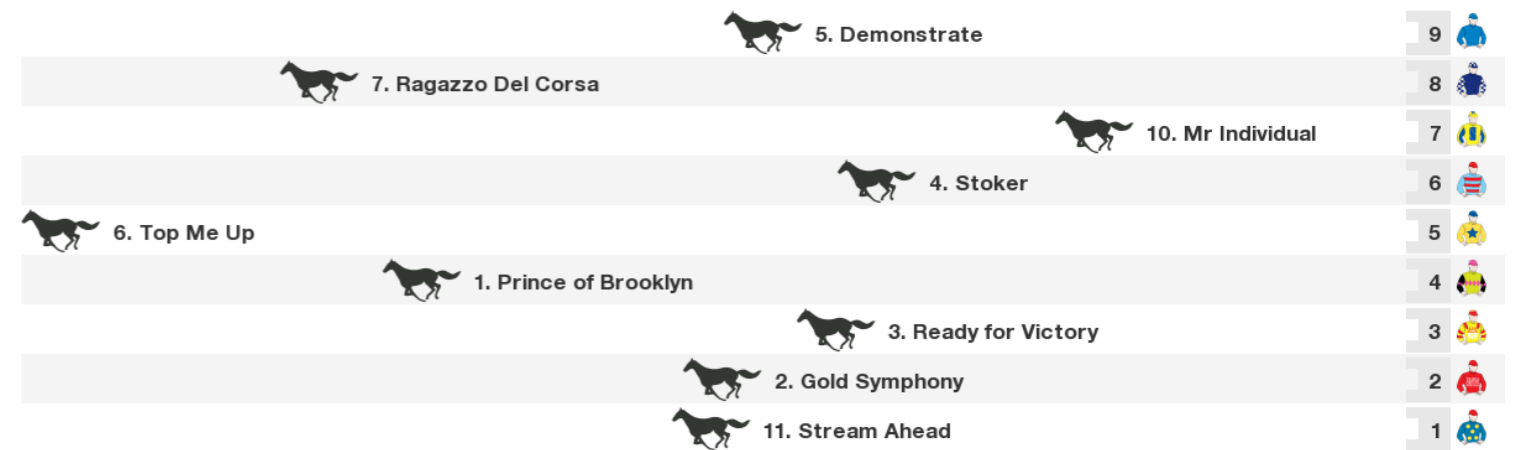 5. Demonstrate 9
7. Ragazzo Del Corsa 8
10. Mr Individual 7
4. Stoker 6
6. Top Me Up 5
1. Prince of Brooklyn 4
3. Ready for Victory 3
2. Gold Symphony 2
11. Stream Ahead 1